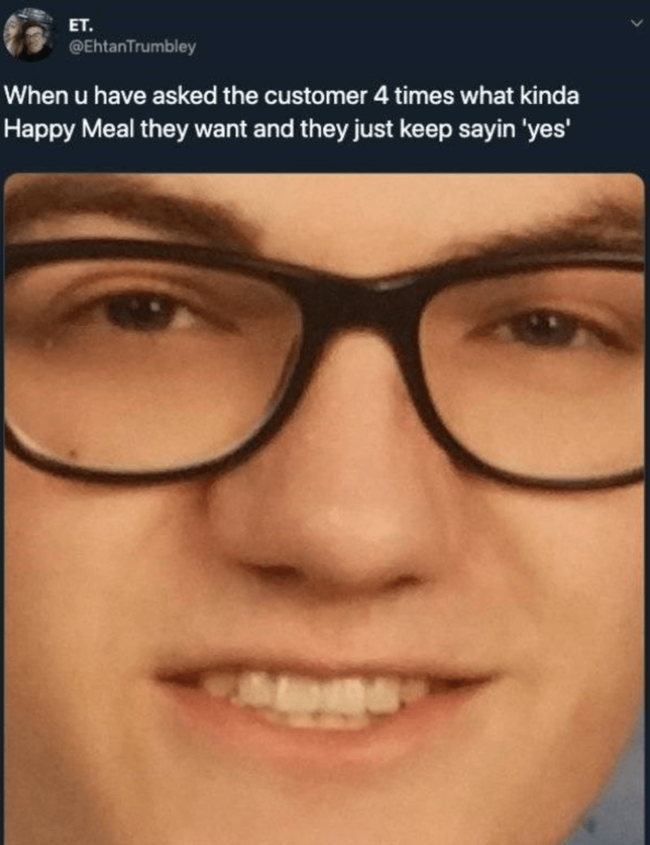 ET.
@EhtanTrumbley
When u have asked the customer 4 times what kinda
Happy Meal they want and they just keep sayin 'yes'